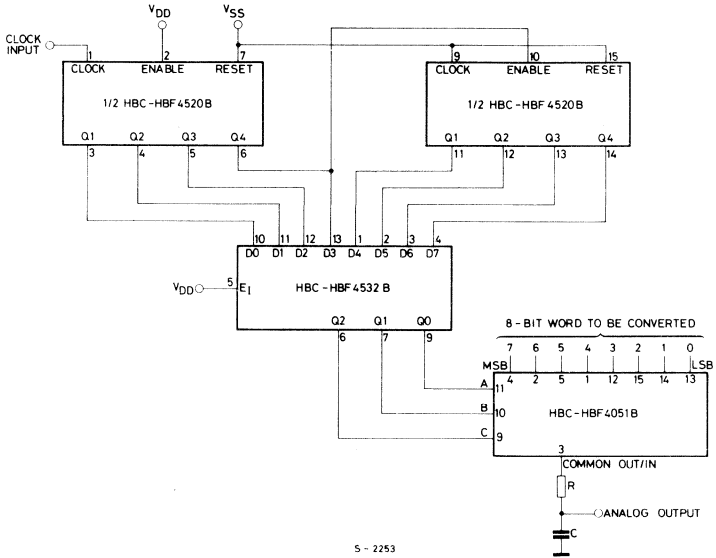 VDD VSS
CLOCK INPUT
1 2 7 9 10 15
CLOCK ENABLE RESET CLOCK ENABLE RESET
1/2 HBC-HBF4520B 1/2 HBC-HBF4520B
Q1 Q2 Q3 Q4 Q1 Q2 Q3 Q4
3 4 5 6 11 12 13 14
10 11 12 13 1 2 3 4
D0 D1 D2 D3 D4 D5 D6 D7
VDD 5 EI HBC-HBF4532B
Q2 Q1 Q0
6 7 9
8-BIT WORD TO BE CONVERTED
7 6 5 4 3 2 1 0
MSB LSB
4 2 5 1 12 15 14 13
A 11
B 10 HBC-HBF4051B
C 9
3
COMMON OUT/IN
R
ANALOG OUTPUT
C
S-2253